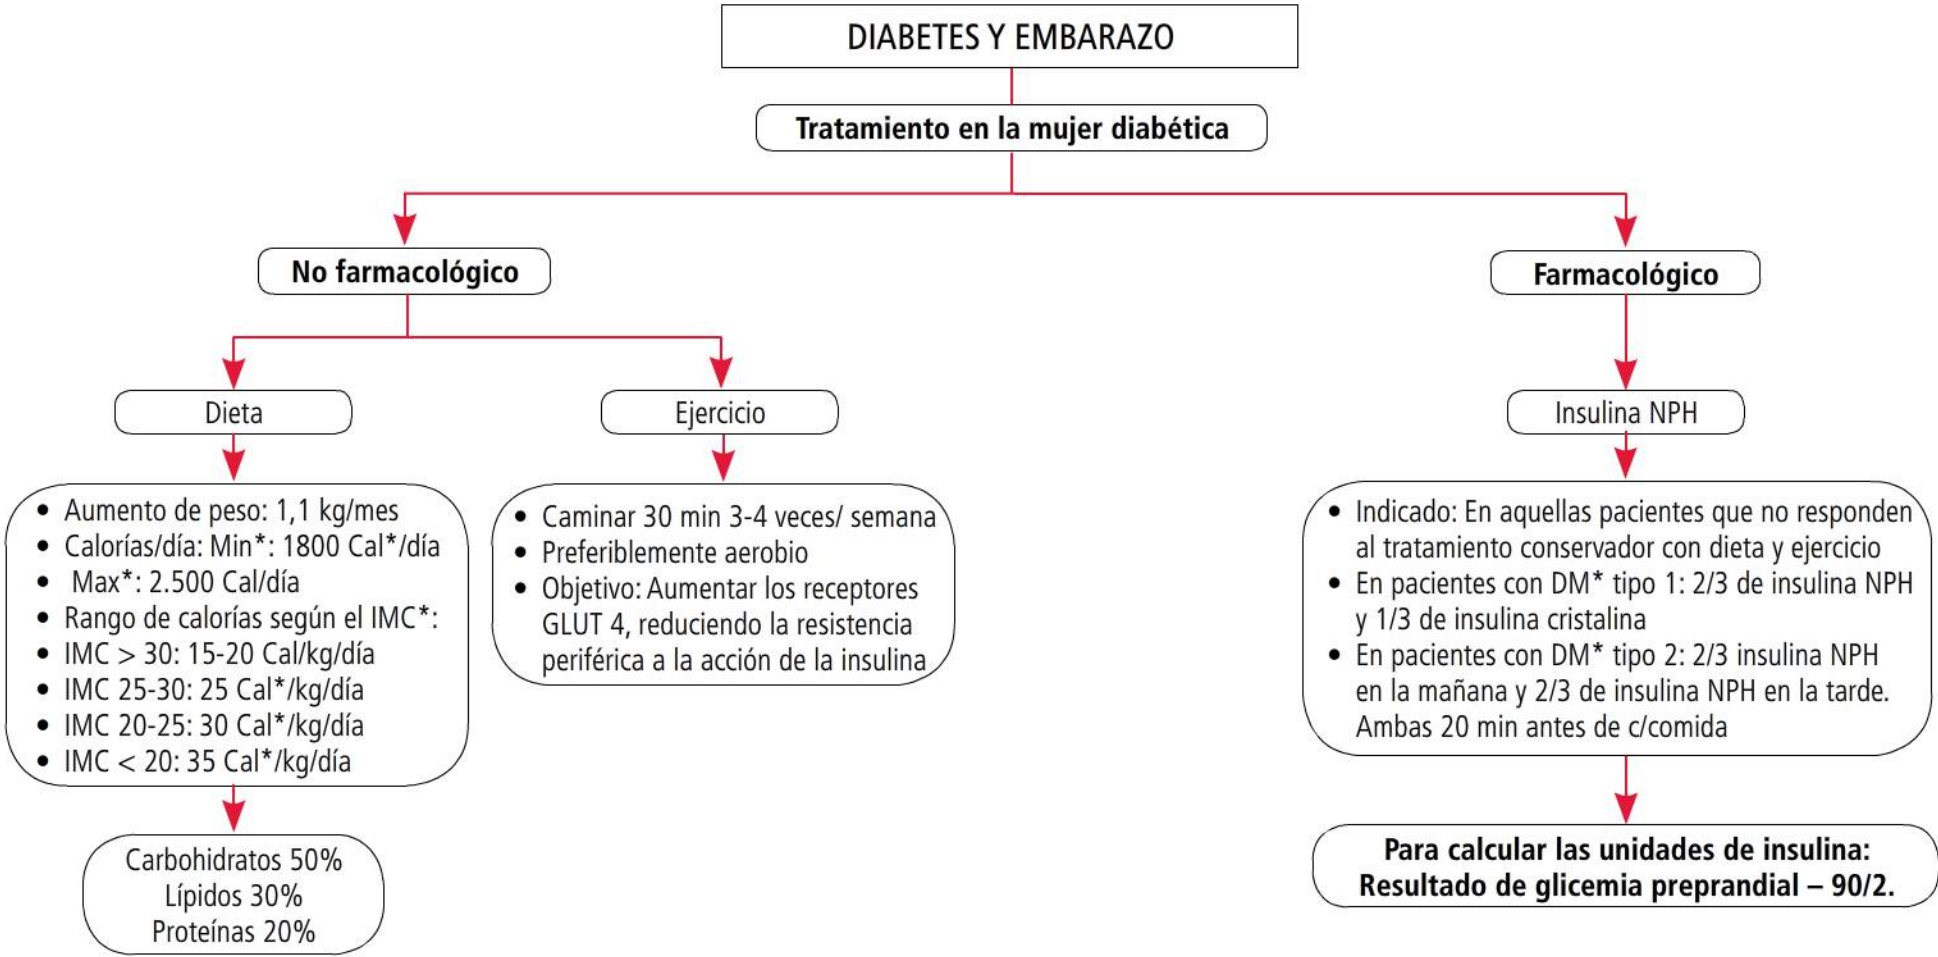 DIABETES Y EMBARAZO
Tratamiento en la mujer diabética
No farmacológico
Farmacológico
Dieta
Ejercicio
Insulina NPH
• Aumento de peso: 1,1 kg/mes
• Calorías/día: Min*: 1800 Cal*/día
• Max*: 2.500 Cal/día
• Rango de calorías según el IMC*:
• IMC > 30: 15-20 Cal/kg/día
• IMC 25-30: 25 Cal*/kg/día
• IMC 20-25: 30 Cal*/kg/día
• IMC < 20: 35 Cal*/kg/día
• Caminar 30 min 3-4 veces/ semana
• Preferiblemente aerobio
• Objetivo: Aumentar los receptores
GLUT 4, reduciendo la resistencia
periférica a la acción de la insulina
• Indicado: En aquellas pacientes que no responden
al tratamiento conservador con dieta y ejercicio
• En pacientes con DM* tipo 1: 2/3 de insulina NPH
y 1/3 de insulina cristalina
• En pacientes con DM* tipo 2: 2/3 insulina NPH
en la mañana y 2/3 de insulina NPH en la tarde.
Ambas 20 min antes de c/comida
Carbohidratos 50%
Lípidos 30%
Proteínas 20%
Para calcular las unidades de insulina:
Resultado de glicemia preprandial – 90/2.